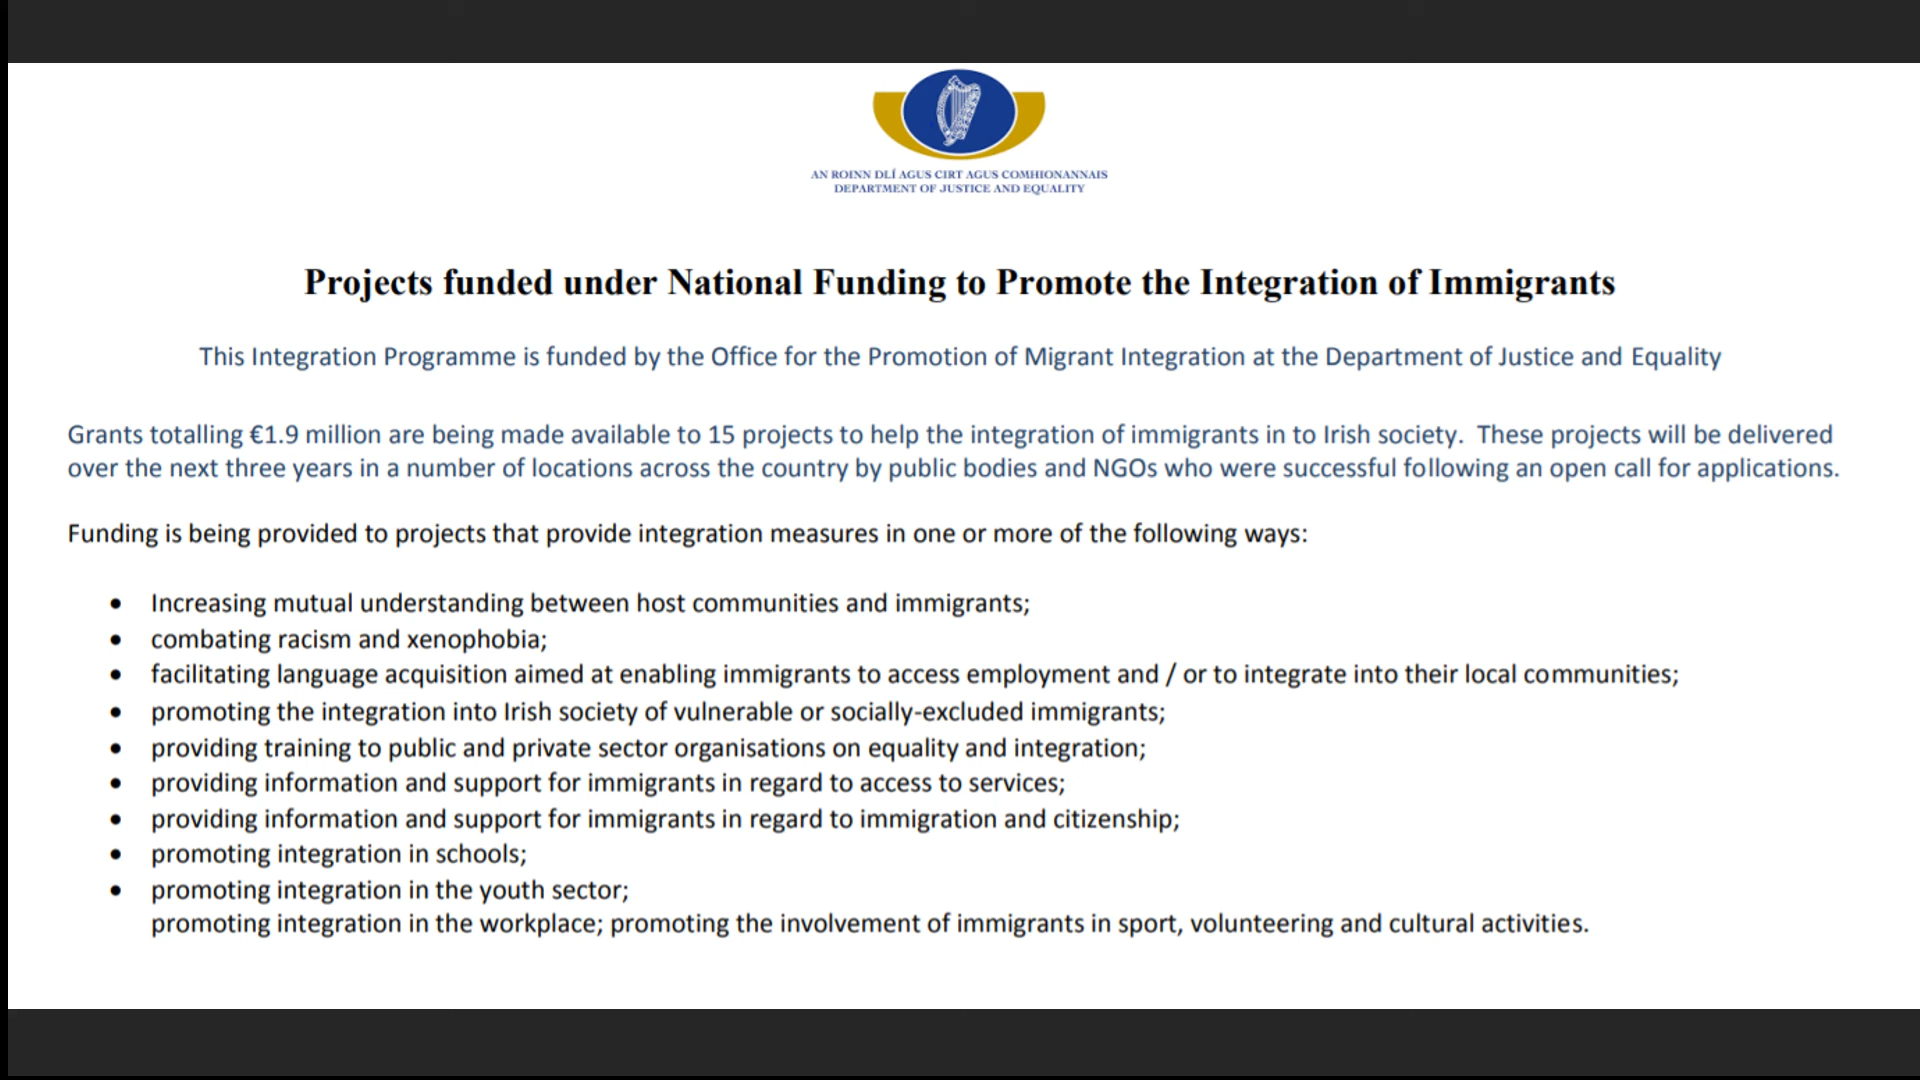 AN ROINN DLÍ AGUS CIRT AGUS COMHIONANNAIS
DEPARTMENT OF JUSTICE AND EQUALITY
Projects funded under National Funding to Promote the Integration of Immigrants
This Integration Programme is funded by the Office for the Promotion of Migrant Integration at the Department of Justice and Equality
Grants totalling €1.9 million are being made available to 15 projects to help the integration of immigrants in to Irish society.  These projects will be delivered
over the next three years in a number of locations across the country by public bodies and NGOs who were successful following an open call for applications.
Funding is being provided to projects that provide integration measures in one or more of the following ways:
• Increasing mutual understanding between host communities and immigrants;
• combating racism and xenophobia;
• facilitating language acquisition aimed at enabling immigrants to access employment and / or to integrate into their local communities;
• promoting the integration into Irish society of vulnerable or socially-excluded immigrants;
• providing training to public and private sector organisations on equality and integration;
• providing information and support for immigrants in regard to access to services;
• providing information and support for immigrants in regard to immigration and citizenship;
• promoting integration in schools;
• promoting integration in the youth sector;
promoting integration in the workplace; promoting the involvement of immigrants in sport, volunteering and cultural activities.